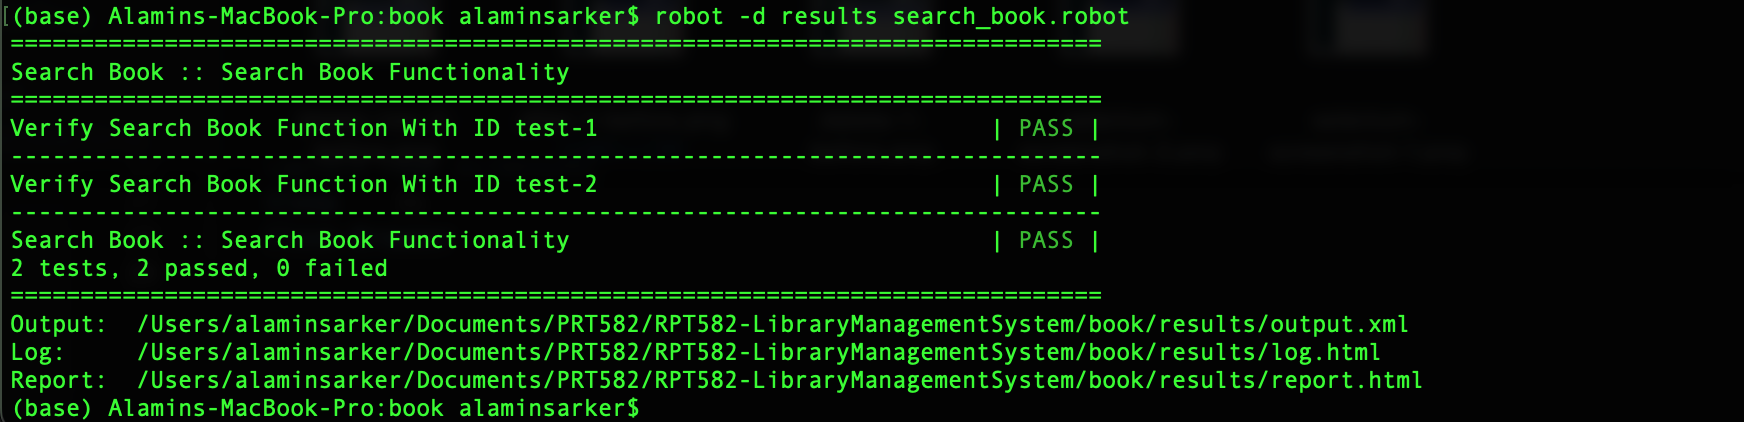 [(base) Alamins-MacBook-Pro:book alaminsarker$ robot -d results search_book.robot
==============================================================================
Search Book :: Search Book Functionality
==============================================================================
Verify Search Book Function With ID test-1                            | PASS |
------------------------------------------------------------------------------
Verify Search Book Function With ID test-2                            | PASS |
------------------------------------------------------------------------------
Search Book :: Search Book Functionality                              | PASS |
2 tests, 2 passed, 0 failed
==============================================================================
Output:  /Users/alaminsarker/Documents/PRT582/RPT582-LibraryManagementSystem/book/results/output.xml
Log:     /Users/alaminsarker/Documents/PRT582/RPT582-LibraryManagementSystem/book/results/log.html
Report:  /Users/alaminsarker/Documents/PRT582/RPT582-LibraryManagementSystem/book/results/report.html
(base) Alamins-MacBook-Pro:book alaminsarker$